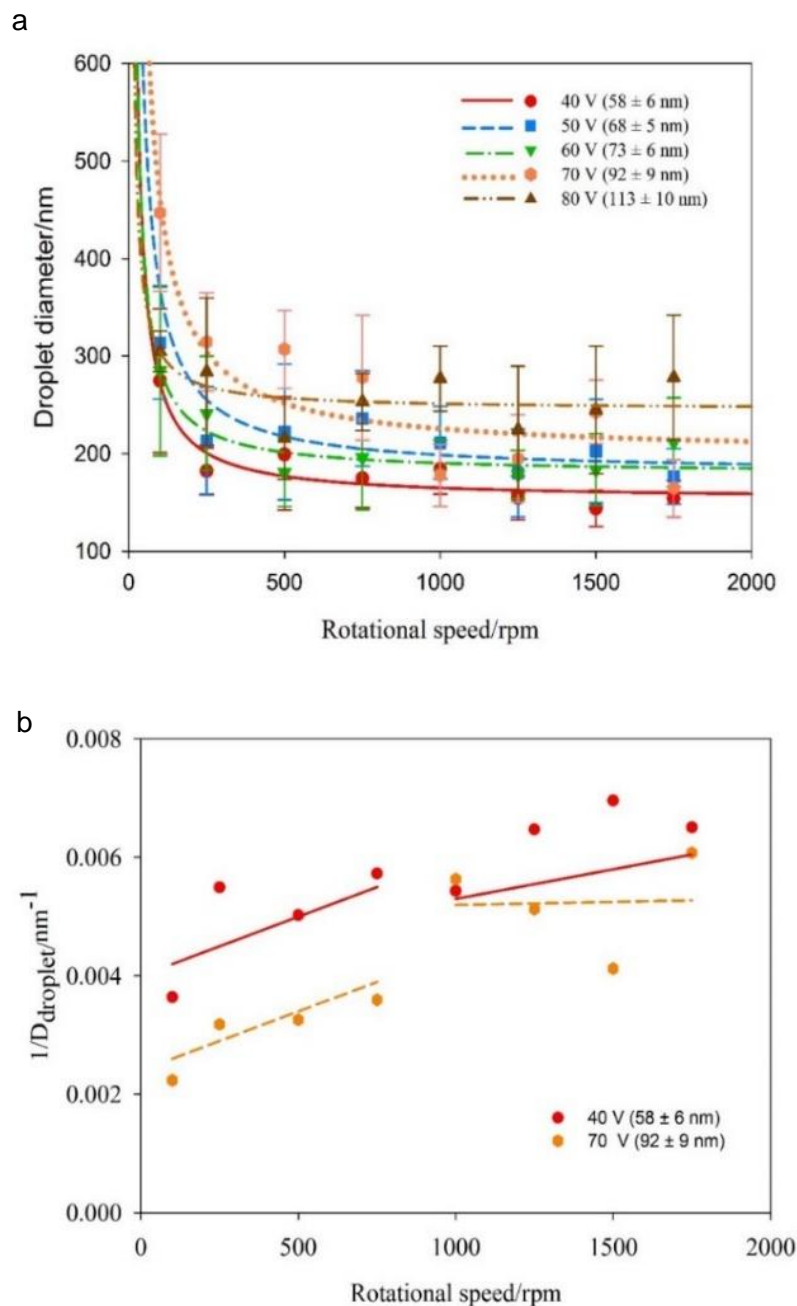 a
600
500
400
300
200
100
Droplet diameter/nm
40 V (58 ± 6 nm)
50 V (68 ± 5 nm)
60 V (73 ± 6 nm)
70 V (92 ± 9 nm)
80 V (113 ± 10 nm)
0 500 1000 1500 2000
Rotational speed/rpm
b
0.008
0.006
0.004
0.002
0.000
1/Ddroplet/nm-1
40 V (58 ± 6 nm)
70 V (92 ± 9 nm)
0 500 1000 1500 2000
Rotational speed/rpm